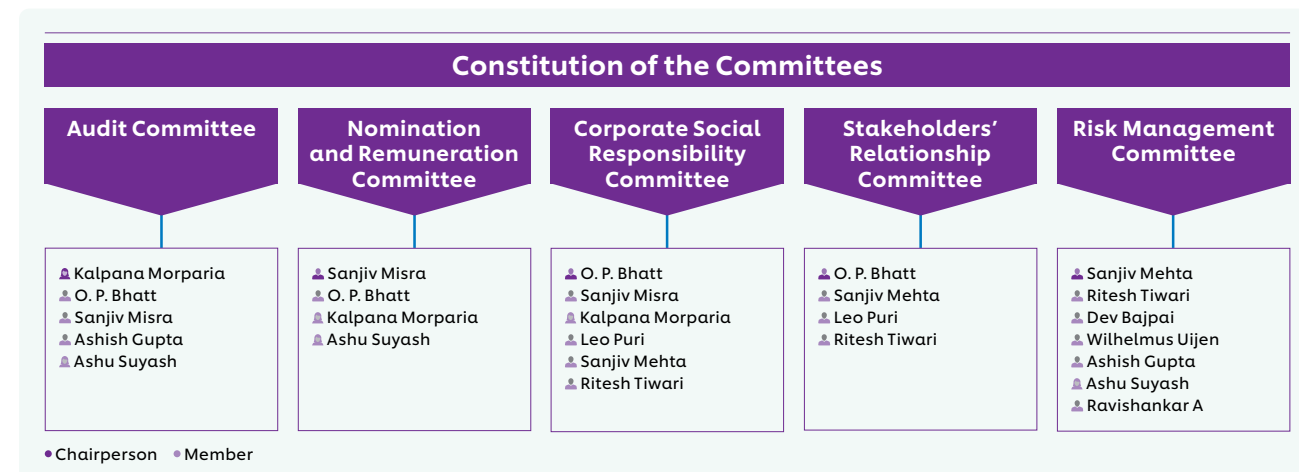 Constitution of the Committees
Audit Committee
Kalpana Morparia
O. P. Bhatt
Sanjiv Misra
Ashish Gupta
Ashu Suyash
Nomination
and Remuneration
Committee
Sanjiv Misra
O. P. Bhatt
Kalpana Morparia
Ashu Suyash
Corporate Social
Responsibility
Committee
O. P. Bhatt
Sanjiv Misra
Kalpana Morparia
Leo Puri
Sanjiv Mehta
Ritesh Tiwari
Stakeholders’
Relationship
Committee
O. P. Bhatt
Sanjiv Mehta
Leo Puri
Ritesh Tiwari
Risk Management
Committee
Sanjiv Mehta
Ritesh Tiwari
Dev Bajpai
Wilhelmus Uijen
Ashish Gupta
Ashu Suyash
Ravishankar A
Chairperson Member